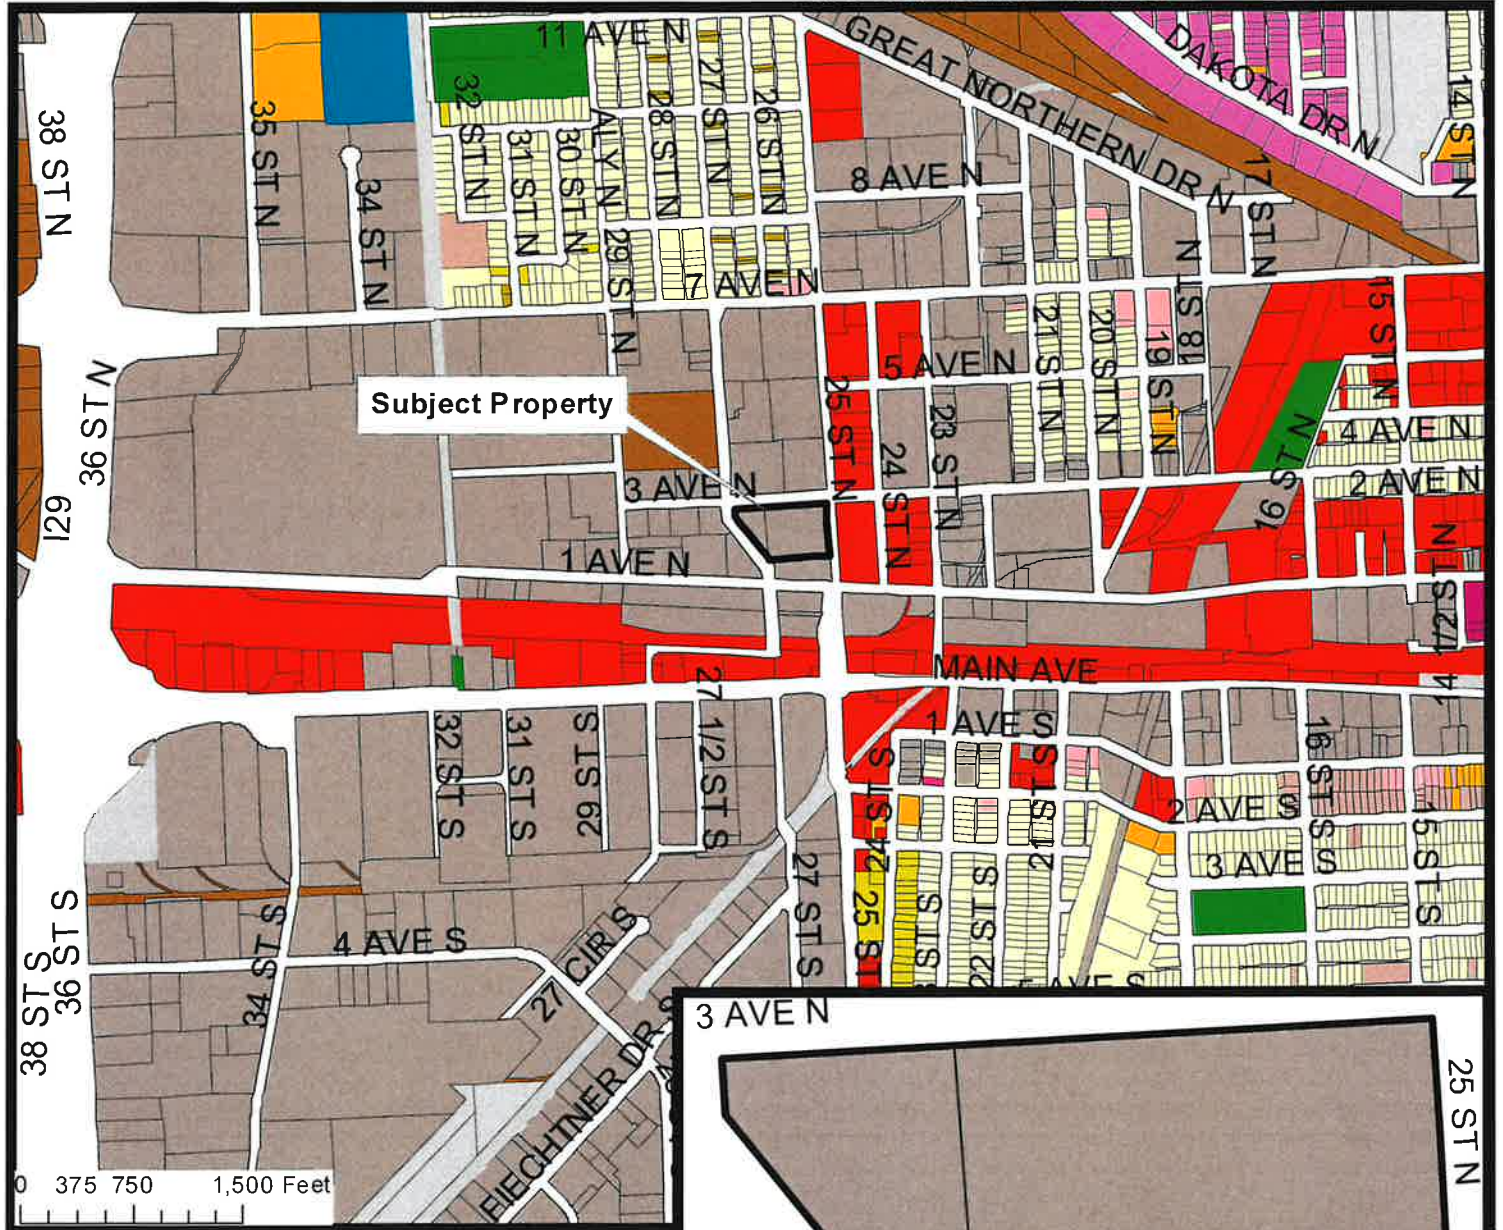 11 AVE N
GREAT NORTHERN DR N
DAKOTA DR N
14 ST N
38 ST N
35 ST N
34 ST N
32 ST N
31 ST N
30 ST N
ALY N
29 ST N
28 ST N
27 ST N
26 ST N
8 AVE N
17 ST N
7 AVE N
36 ST N
I29
Subject Property
5 AVE N
25 ST N
24 ST N
23 ST N
21 ST N
20 ST N
19 ST N
18 ST N
15 ST N
16 ST N
4 AVE N
2 AVE N
3 AVE N
1 AVE N
14 1/2 ST N
MAIN AVE
1 AVE S
32 ST S
31 ST S
29 ST S
27 1/2 ST S
27 ST S
24 ST S
21 ST S
16 ST S
15 ST S
2 AVE S
3 AVE S
25 ST
22 ST S
ST S
38 ST S
36 ST S
34 ST S
4 AVE S
27 CIR S
FIECHTNER DR S
0 375 750 1,500 Feet
3 AVE N
25 ST N